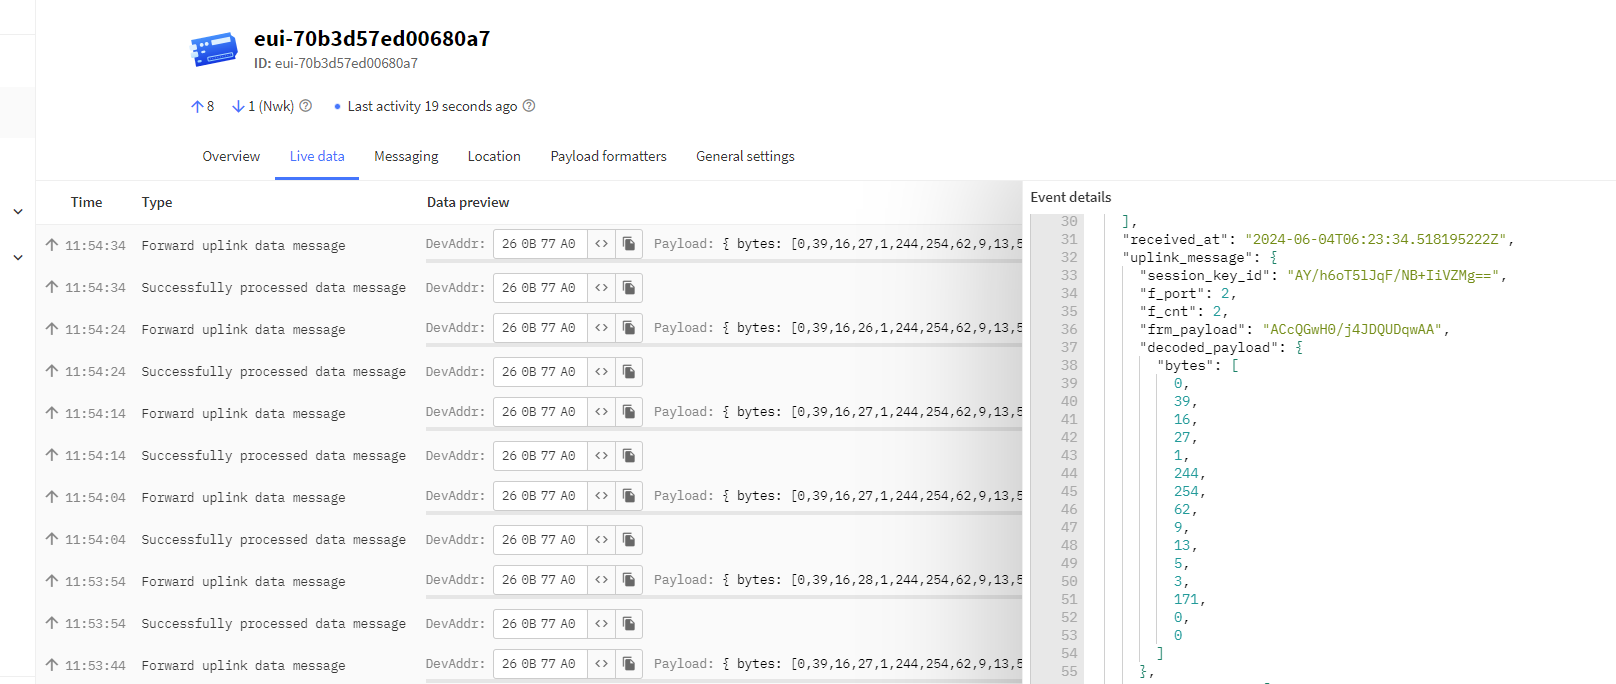 eui-70b3d57ed00680a7
ID: eui-70b3d57ed00680a7
8 1 (Nwk) • Last activity 19 seconds ago
Overview Live data Messaging Location Payload formatters General settings
Time Type Data preview
11:54:34 Forward uplink data message DevAddr: 26 0B 77 A0 <> Payload: { bytes: [0,39,16,27,1,244,254,62,9,13,5
11:54:34 Successfully processed data message DevAddr: 26 0B 77 A0 <>
11:54:24 Forward uplink data message DevAddr: 26 0B 77 A0 <> Payload: { bytes: [0,39,16,26,1,244,254,62,9,13,5
11:54:24 Successfully processed data message DevAddr: 26 0B 77 A0 <>
11:54:14 Forward uplink data message DevAddr: 26 0B 77 A0 <> Payload: { bytes: [0,39,16,27,1,244,254,62,9,13,5
11:54:14 Successfully processed data message DevAddr: 26 0B 77 A0 <>
11:54:04 Forward uplink data message DevAddr: 26 0B 77 A0 <> Payload: { bytes: [0,39,16,27,1,244,254,62,9,13,5
11:54:04 Successfully processed data message DevAddr: 26 0B 77 A0 <>
11:53:54 Forward uplink data message DevAddr: 26 0B 77 A0 <> Payload: { bytes: [0,39,16,28,1,244,254,62,9,13,5
11:53:54 Successfully processed data message DevAddr: 26 0B 77 A0 <>
11:53:44 Forward uplink data message DevAddr: 26 0B 77 A0 <> Payload: { bytes: [0,39,16,27,1,244,254,62,9,13,5
Event details
30 ],
31 "received_at": "2024-06-04T06:23:34.518195222Z",
32 "uplink_message": {
33 "session_key_id": "AY/h6oT5lJqF/NB+IiVZMg==",
34 "f_port": 2,
35 "f_cnt": 2,
36 "frm_payload": "ACcQGwH0/j4JDQUDqwAA",
37 "decoded_payload": {
38 "bytes": [
39 0,
40 39,
41 16,
42 27,
43 1,
44 244,
45 254,
46 62,
47 9,
48 13,
49 5,
50 3,
51 171,
52 0,
53 0
54 ]
55 },